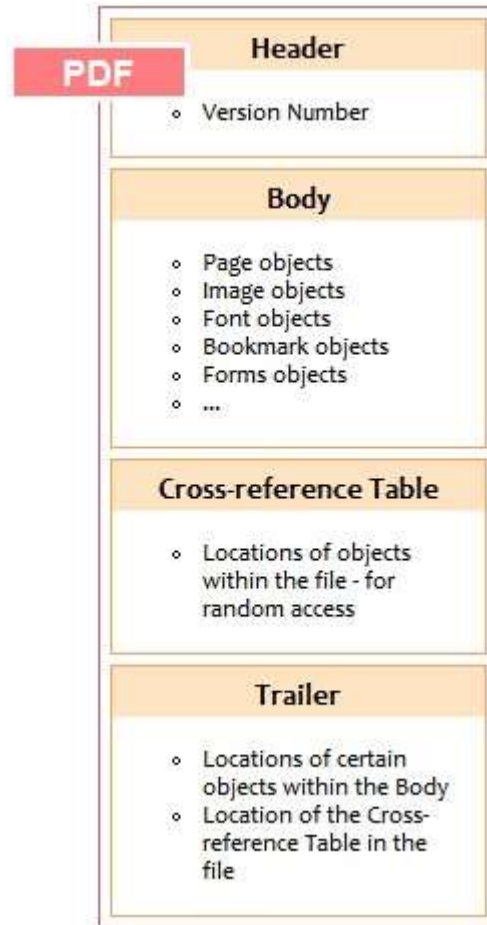 PDF
Header
Version Number
Body
Page objects
Image objects
Font objects
Bookmark objects
Forms objects
...
Cross-reference Table
Locations of objects
within the file - for
random access
Trailer
Locations of certain
objects within the Body
Location of the Cross-
reference Table in the
file